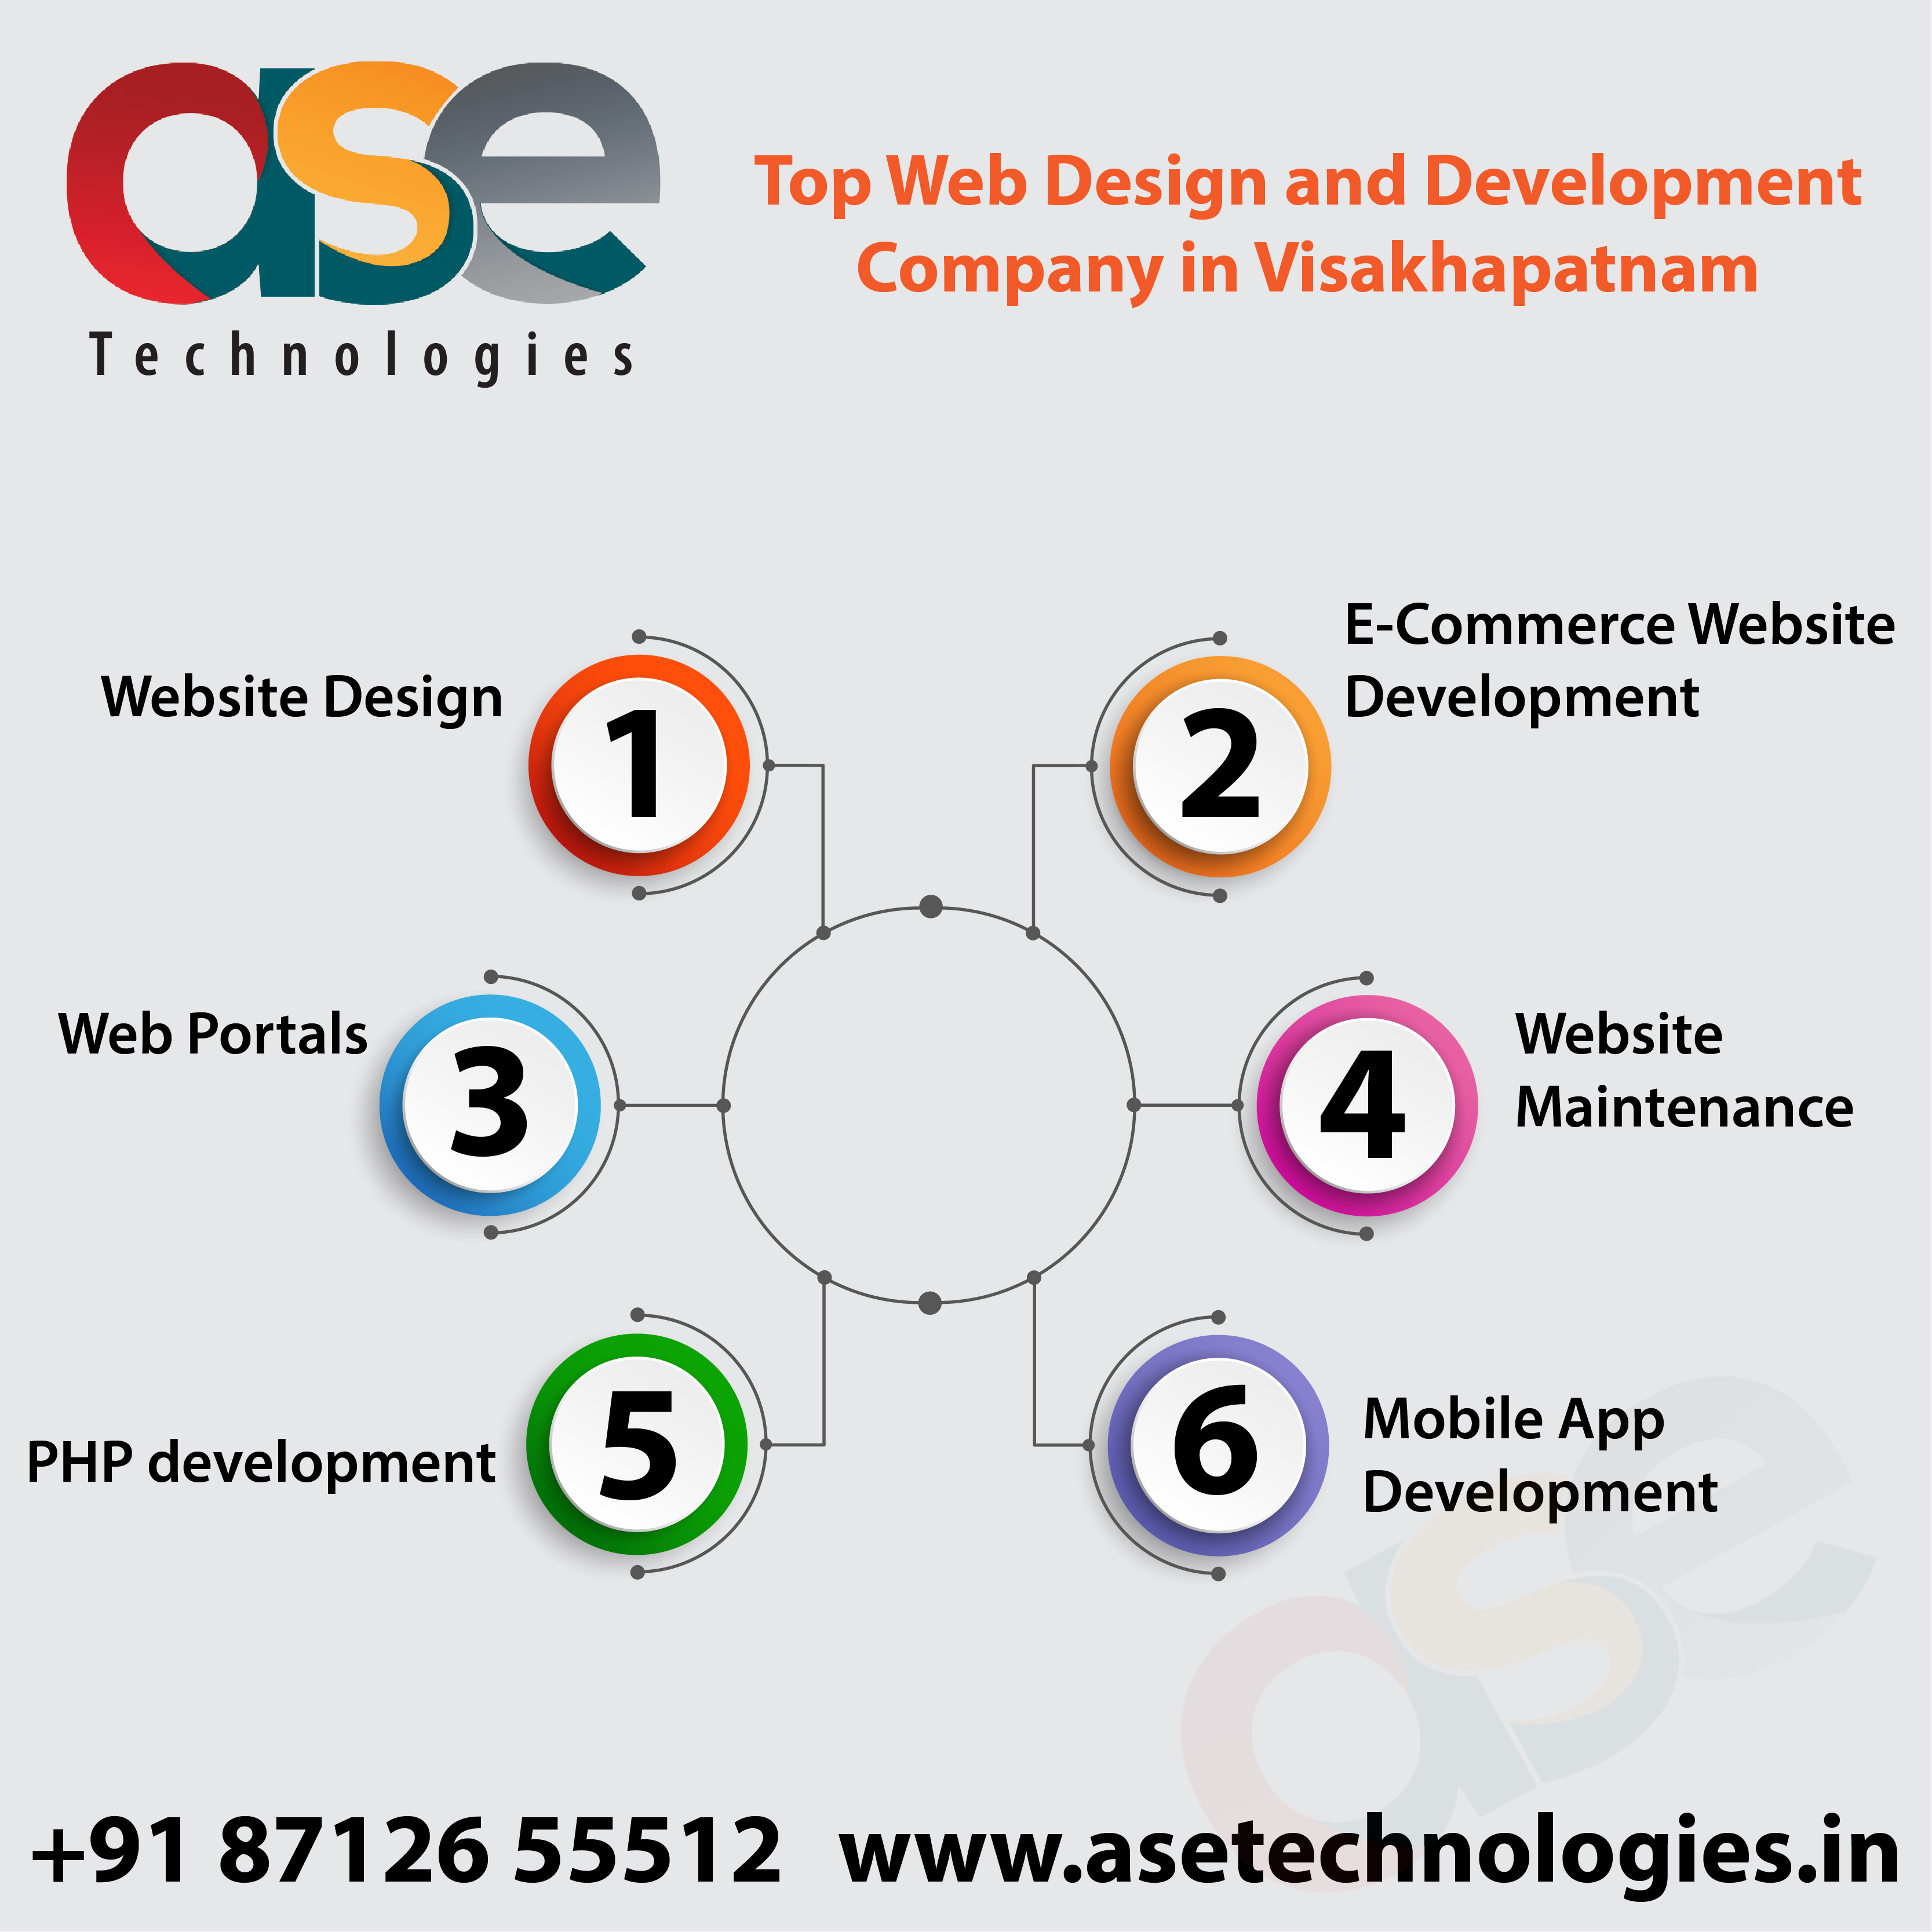 ase
Technologies
Top Web Design and Development
Company in Visakhapatnam
Website Design
1
2
E-Commerce Website
Development
Web Portals
3
4
Website
Maintenance
PHP development
5
6
Mobile App
Development
ase
+91 87126 55512 www.asetechnologies.in